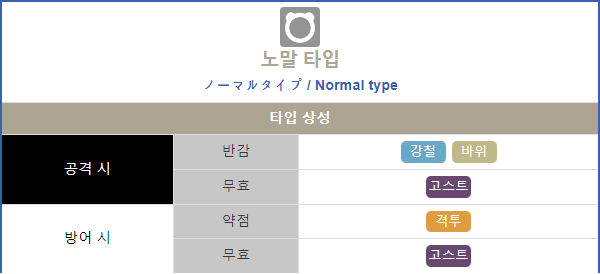 노말 타입
ノーマルタイプ / Normal type
타입 상성
공격 시
반감
강철 바위
무효
고스트
방어 시
약점
격투
무효
고스트